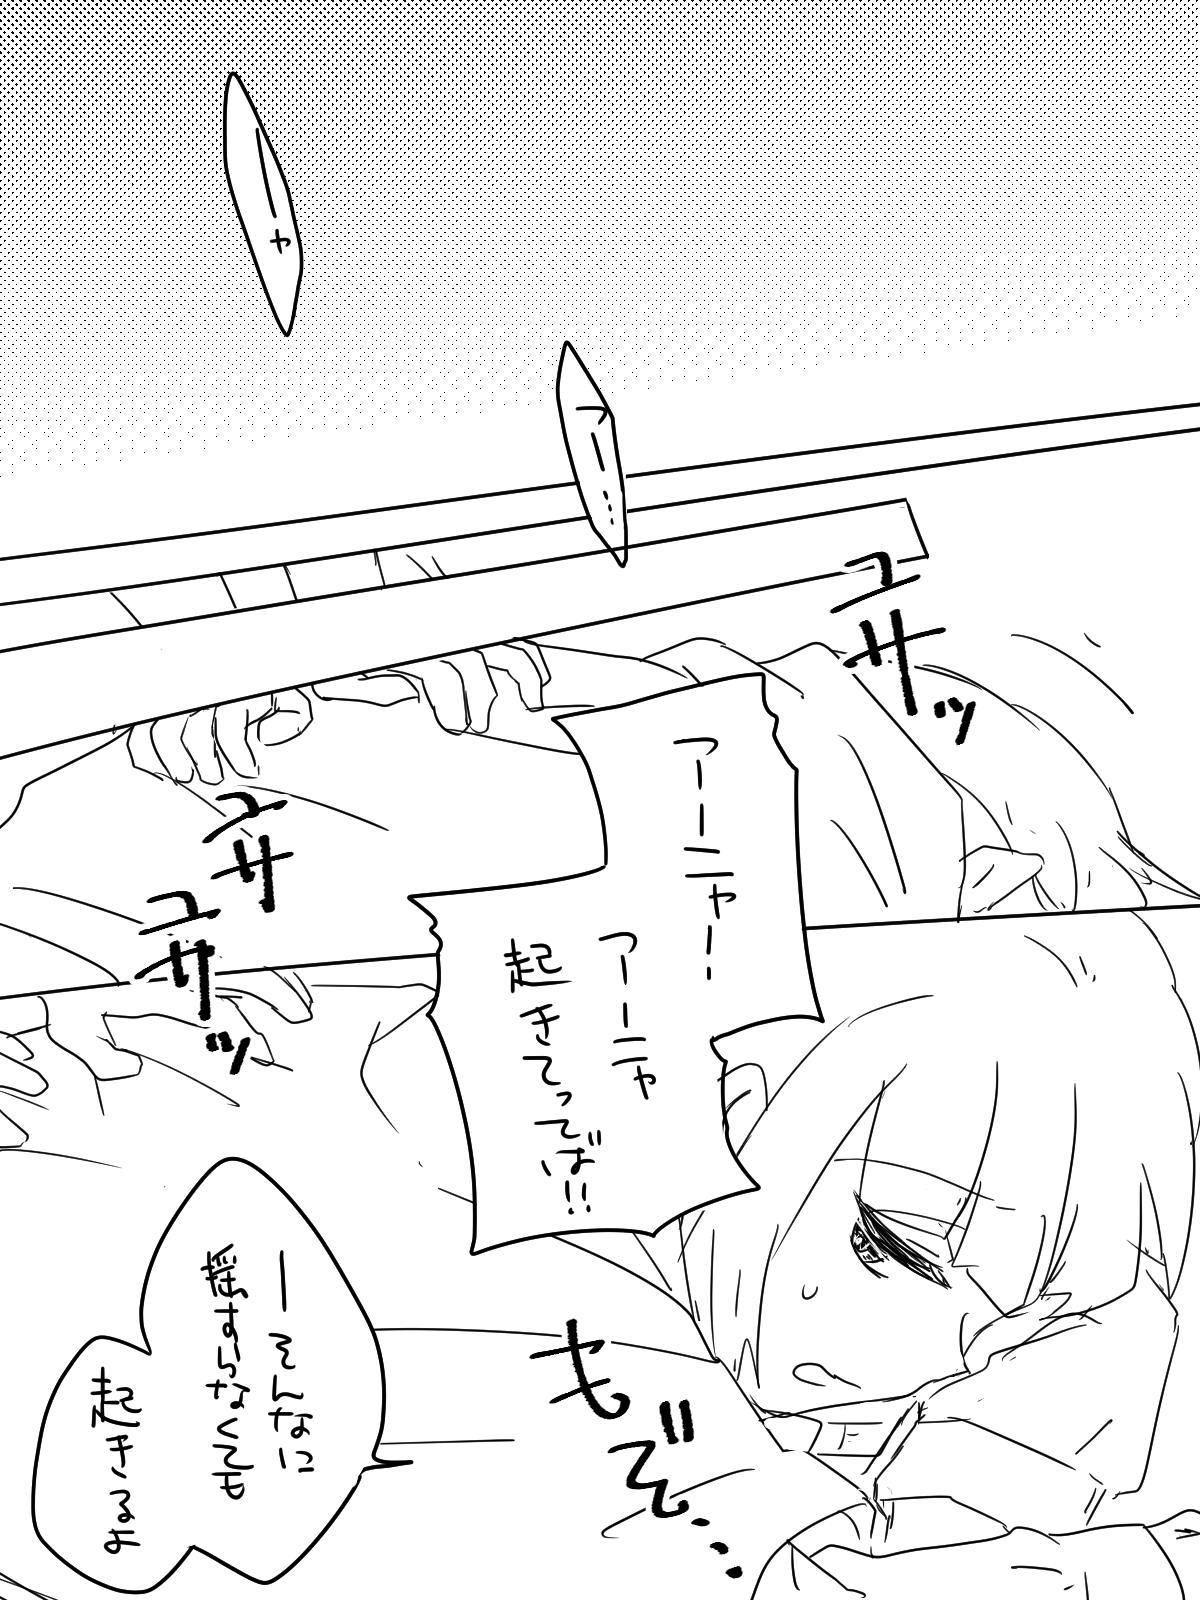 ーャ
アー…
ユサッ
アーニャー!
アーニャ
起きてってば!!
ユサ
ユサッ
ーそんなに
揺すらなくても
起きるよ
もぞ…